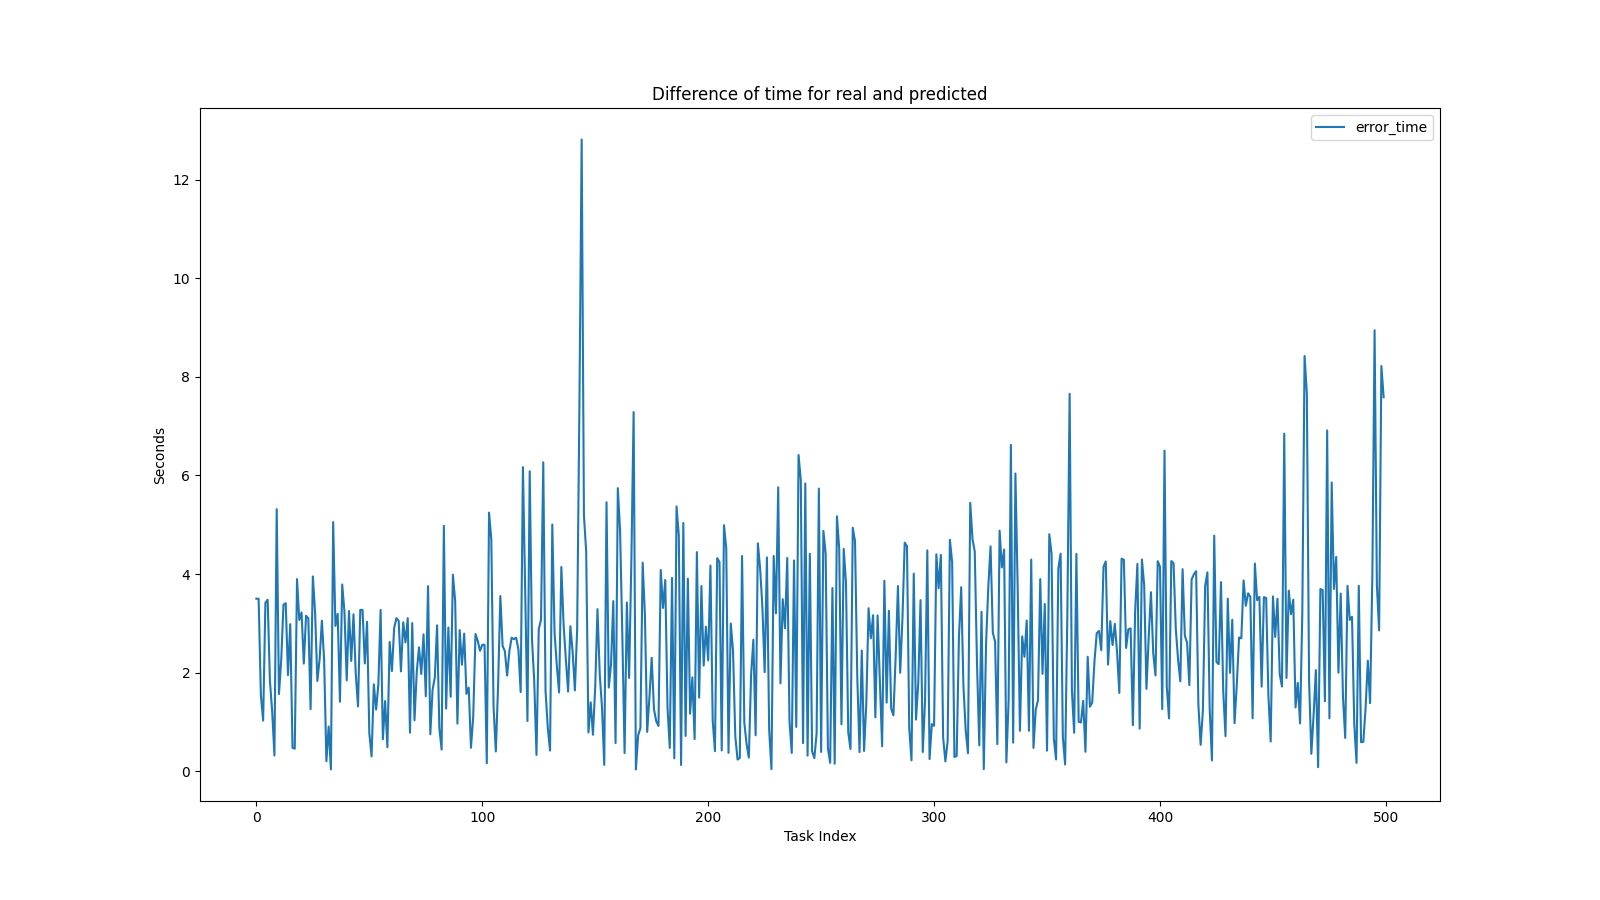 Difference of time for real and predicted
error_time
12
10
8
6
4
2
0
Seconds
0 100 200 300 400 500
Task Index